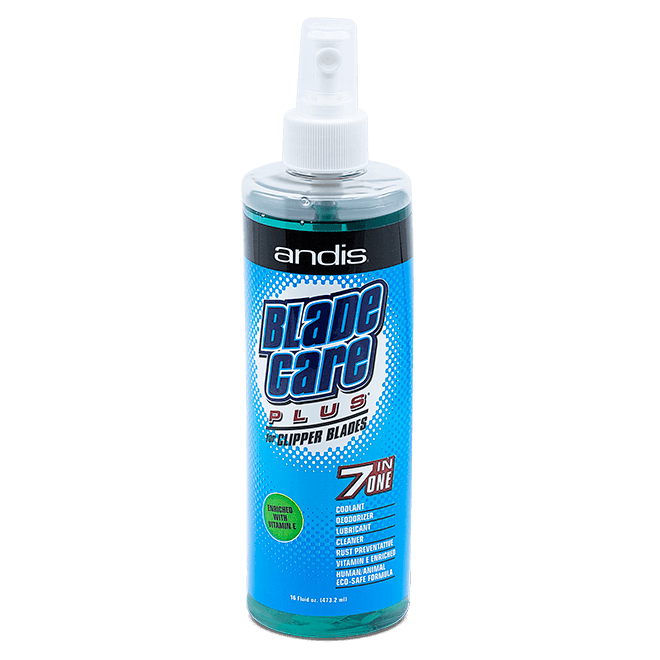 andis
BLADE
CARE
PLUS
for CLIPPER BLADES
7 IN
ONE
ENRICHED
WITH
VITAMIN E
COOLANT
DEODORIZER
LUBRICANT
CLEANER
RUST PREVENTATIVE
VITAMIN E ENRICHED
HUMAN/ANIMAL
ECO-SAFE FORMULA
16 Fluid oz. (473.2 ml)